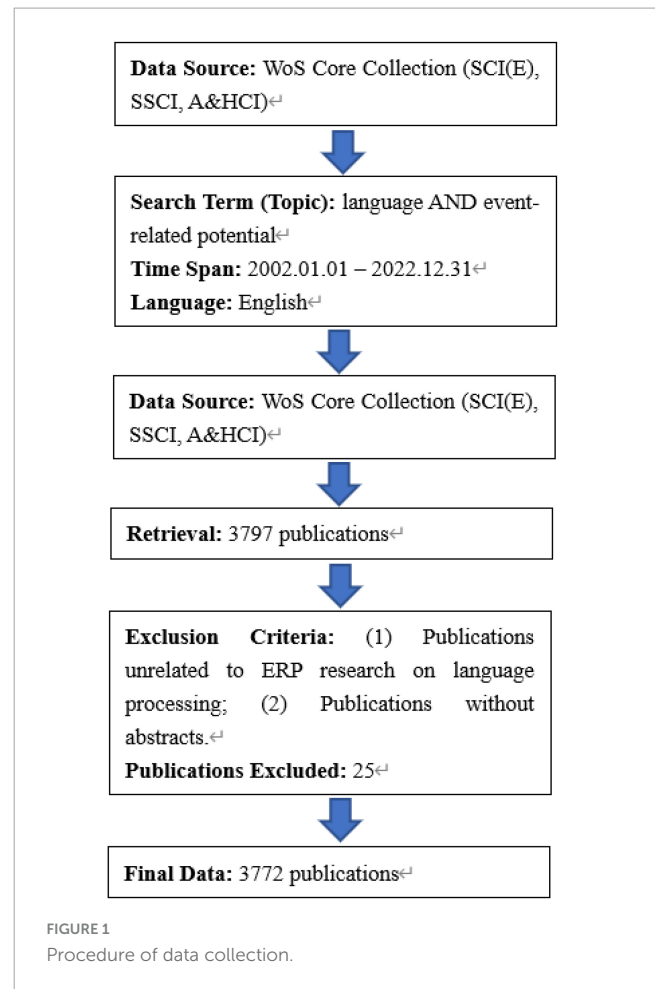 Data Source: WoS Core Collection (SCI(E),
SSCI, A&HCI)↵
Search Term (Topic): language AND event-
related potential↵
Time Span: 2002.01.01 – 2022.12.31↵
Language: English↵
Data Source: WoS Core Collection (SCI(E),
SSCI, A&HCI)↵
Retrieval: 3797 publications↵
Exclusion Criteria: (1) Publications
unrelated to ERP research on language
processing; (2) Publications without
abstracts.↵
Publications Excluded: 25↵
Final Data: 3772 publications↵
FIGURE 1
Procedure of data collection.